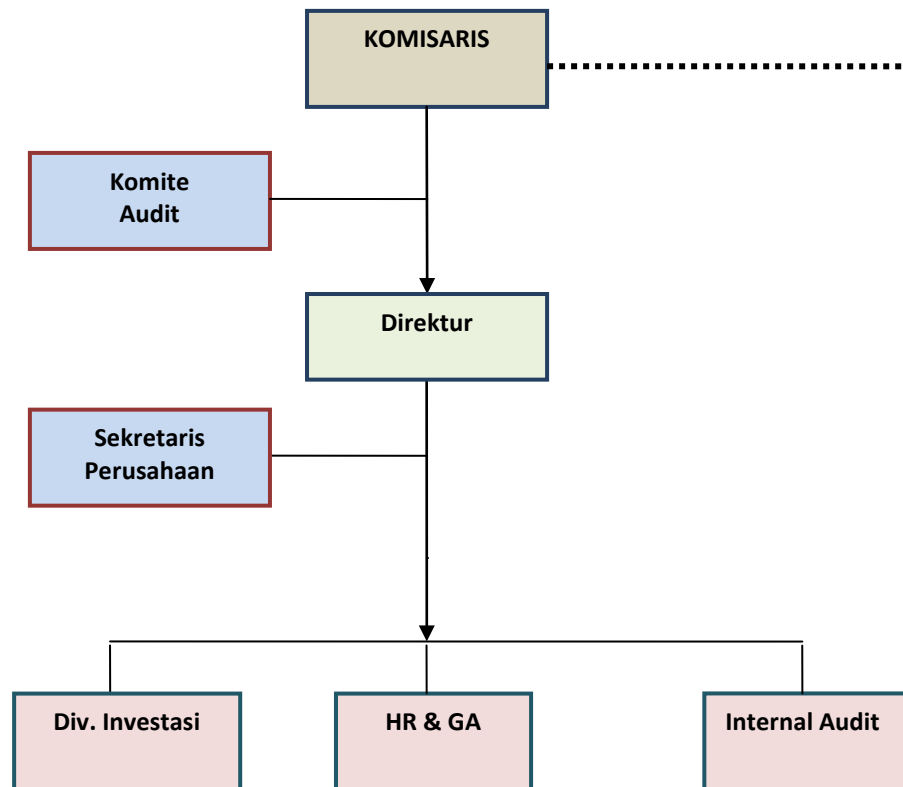 KOMISARIS
Komite
Audit
Direktur
Sekretaris
Perusahaan
Div. Investasi
HR & GA
Internal Audit